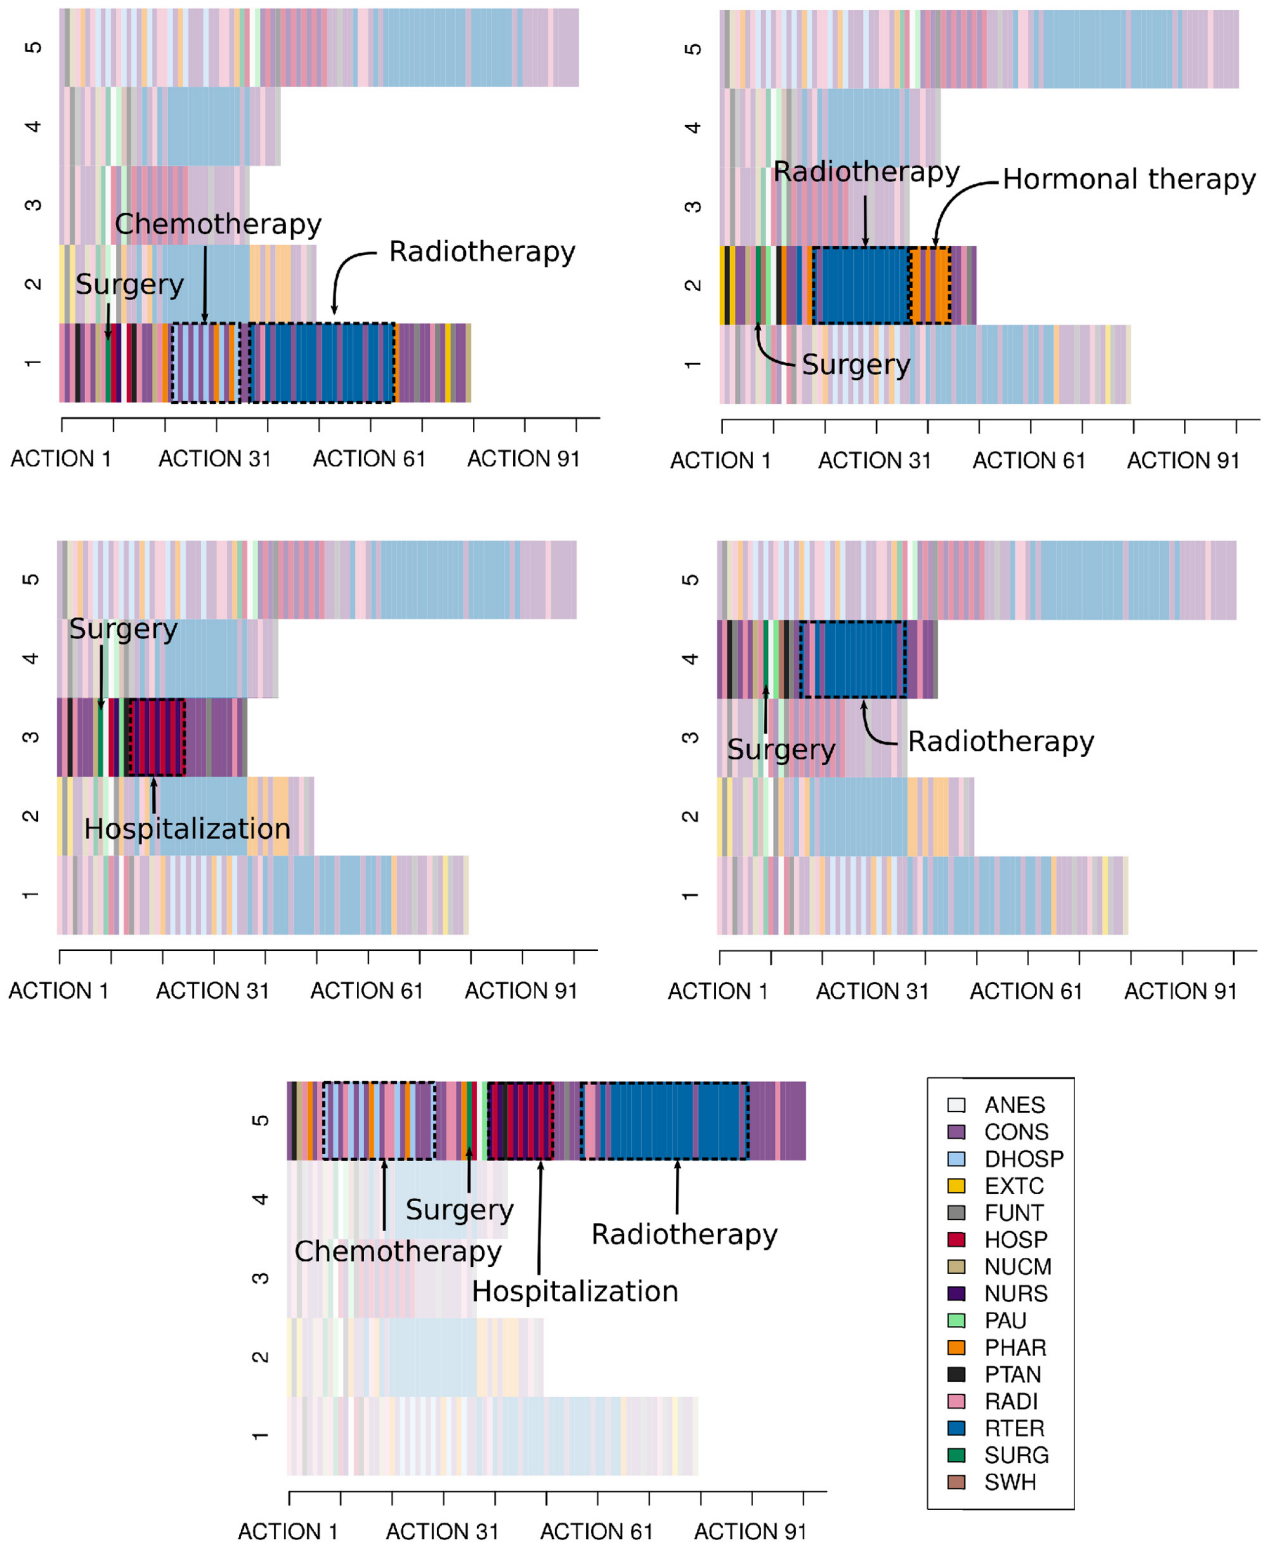 5
4
3
2
1
Chemotherapy
Radiotherapy
Surgery
ACTION 1 ACTION 31 ACTION 61 ACTION 91
5
4
3
2
1
Radiotherapy
Hormonal therapy
Surgery
ACTION 1 ACTION 31 ACTION 61 ACTION 91
5
4
3
2
1
Surgery
Hospitalization
ACTION 1 ACTION 31 ACTION 61 ACTION 91
5
4
3
2
1
Surgery
Radiotherapy
ACTION 1 ACTION 31 ACTION 61 ACTION 91
5
4
3
2
1
Surgery
Radiotherapy
Chemotherapy
Hospitalization
ACTION 1 ACTION 31 ACTION 61 ACTION 91
ANES
CONS
DHOSP
EXTC
FUNT
HOSP
NUCM
NURS
PAU
PHAR
PTAN
RADI
RTER
SURG
SWH